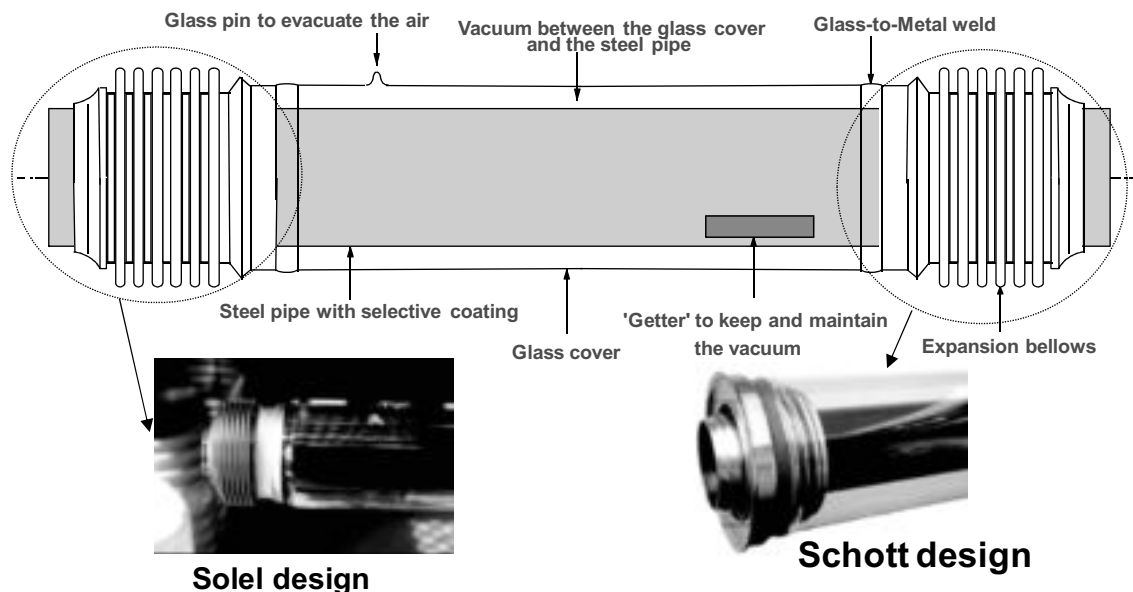 Glass pin to evacuate the air
Vacuum between the glass cover
and the steel pipe
Glass-to-Metal weld
Steel pipe with selective coating
Glass cover
'Getter' to keep and maintain
the vacuum
Expansion bellows
Solel design
Schott design